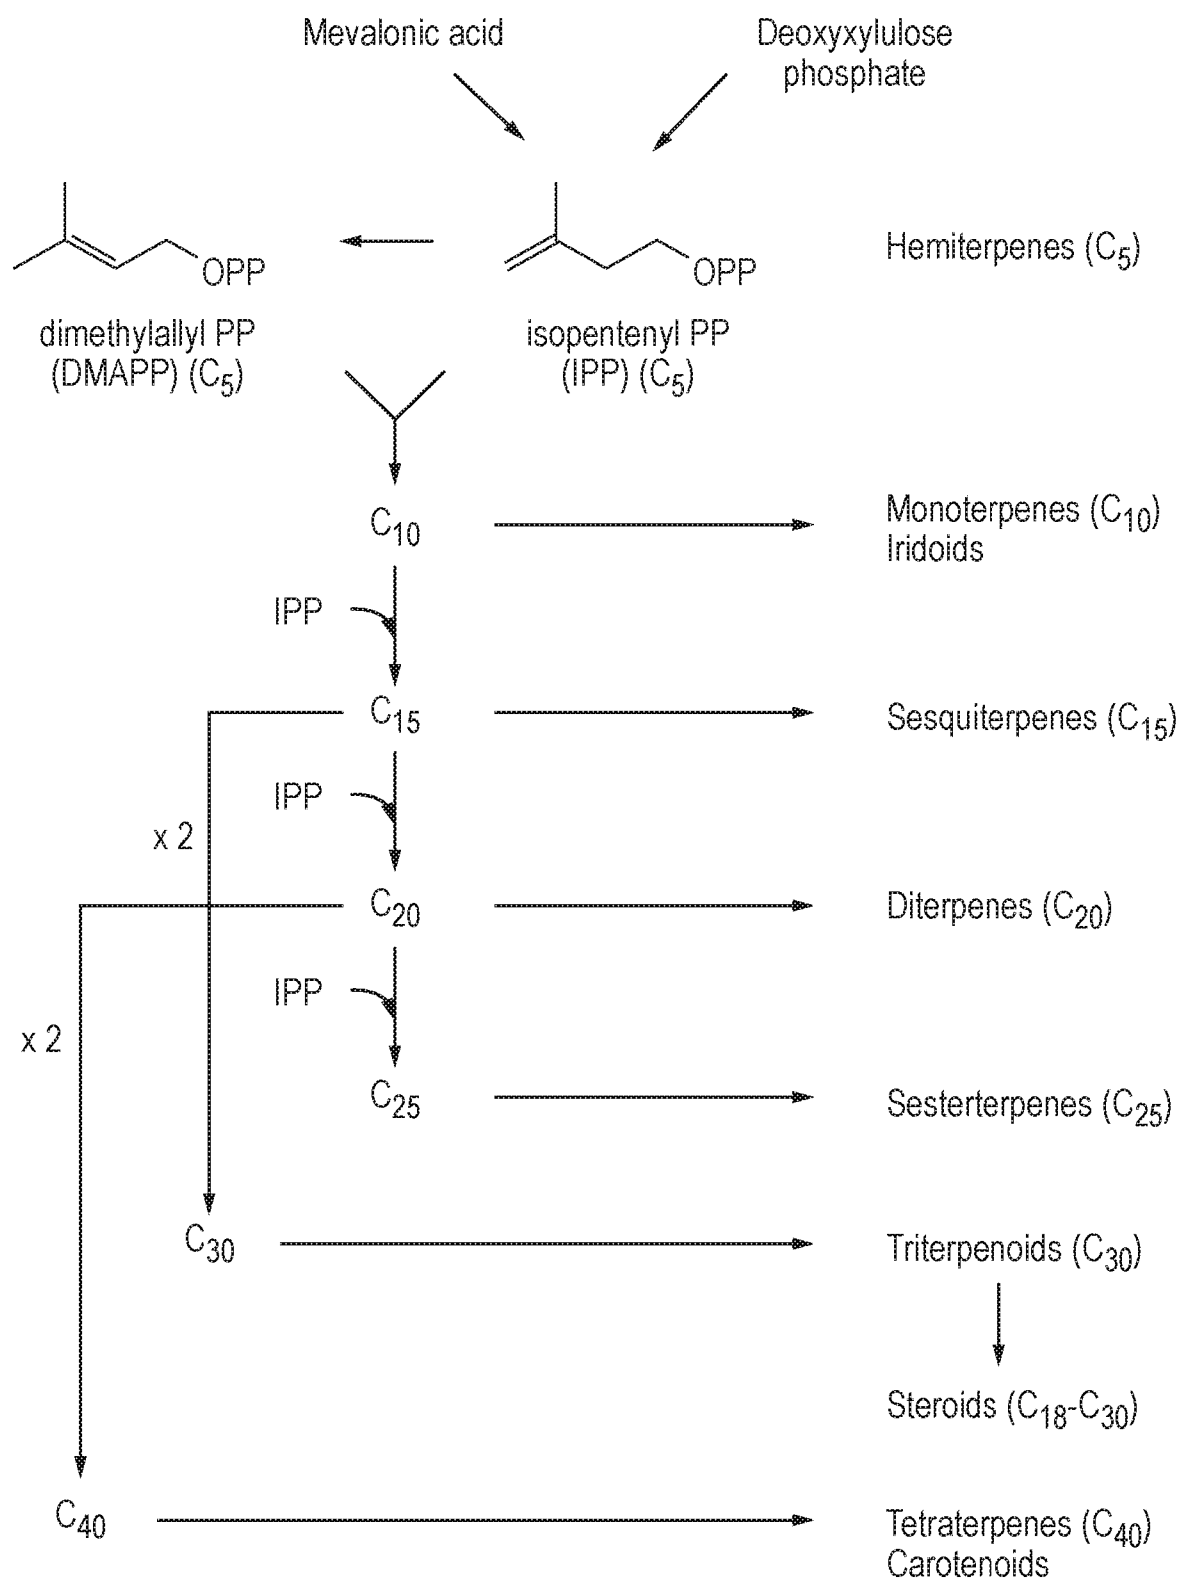 Mevalonic acid
Deoxyxylulose
phosphate
OPP
OPP
Hemiterpenes (C5)
dimethylallyl PP
(DMAPP) (C5)
isopentenyl PP
(IPP) (C5)
C10
Monoterpenes (C10)
Iridoids
IPP
C15
Sesquiterpenes (C15)
IPP
x 2
C20
Diterpenes (C20)
IPP
x 2
C25
Sesterterpenes (C25)
C30
Triterpenoids (C30)
Steroids (C18-C30)
C40
Tetraterpenes (C40)
Carotenoids